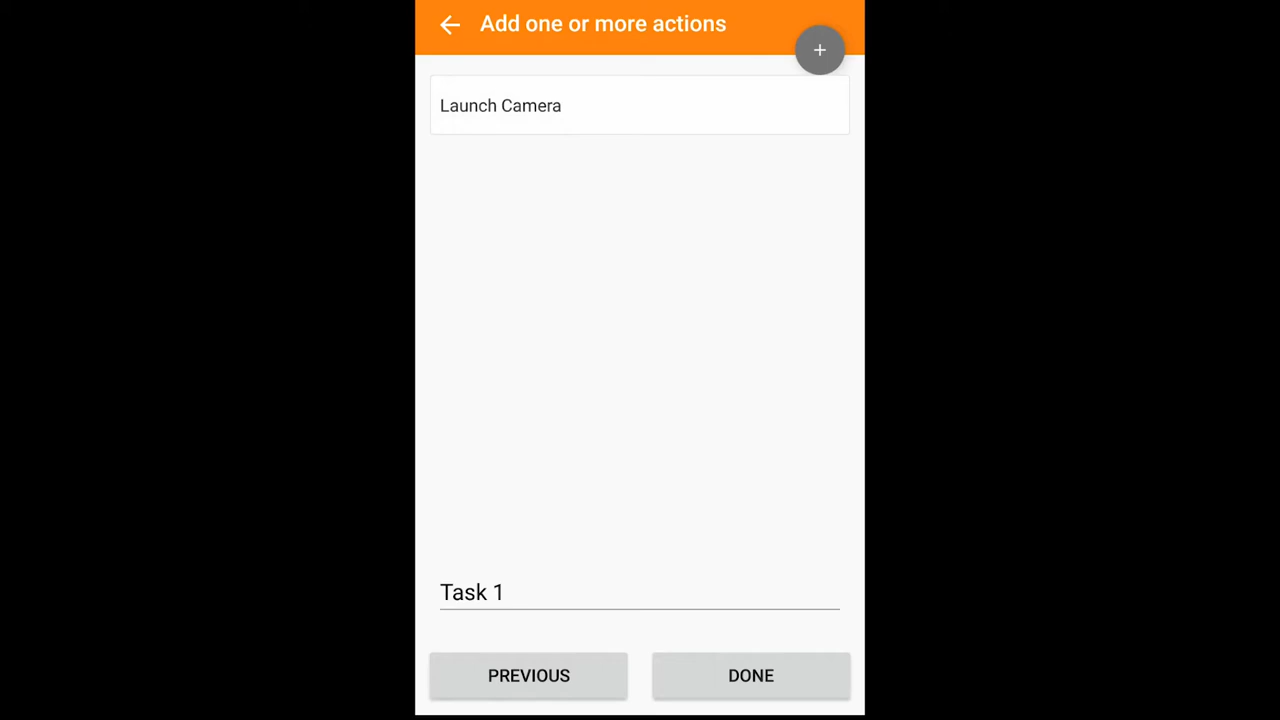 Add one or more actions
+
Launch Camera
Task 1
PREVIOUS
DONE